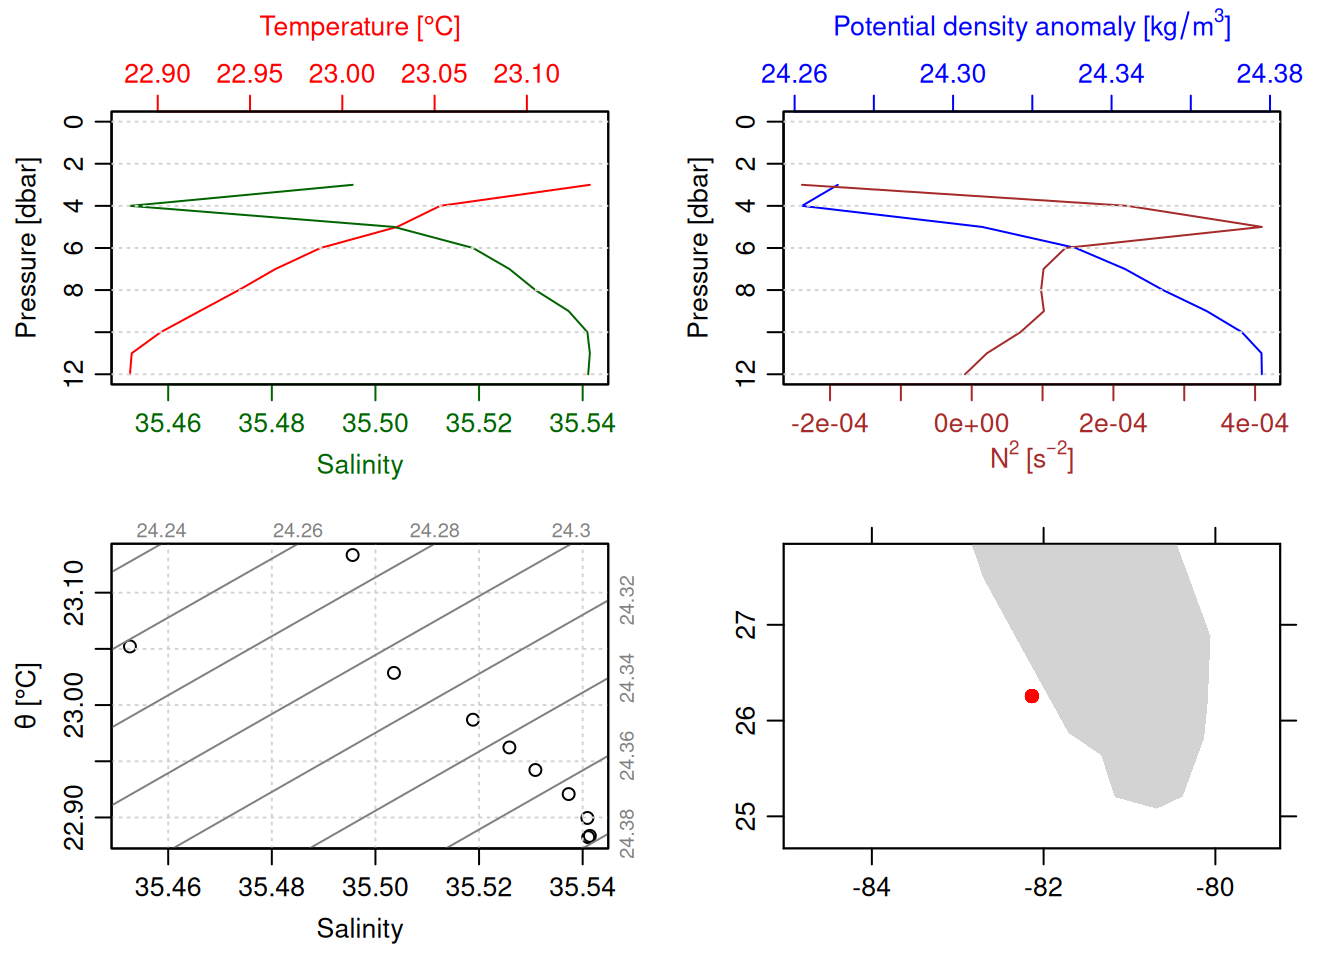 Temperature [°C]
22.90 22.95 23.00 23.05 23.10
Pressure [dbar]
0
2
4
6
8
12
35.46 35.48 35.50 35.52 35.54
Salinity
Potential density anomaly [kg/m³]
24.26 24.30 24.34 24.38
Pressure [dbar]
0
2
4
6
8
12
-2e-04 0e+00 2e-04 4e-04
N² [s⁻²]
24.24 24.26 24.28 24.3
θ [°C]
23.10
23.00
22.90
24.32
24.34
24.36
24.38
35.46 35.48 35.50 35.52 35.54
Salinity
27
26
25
-84 -82 -80